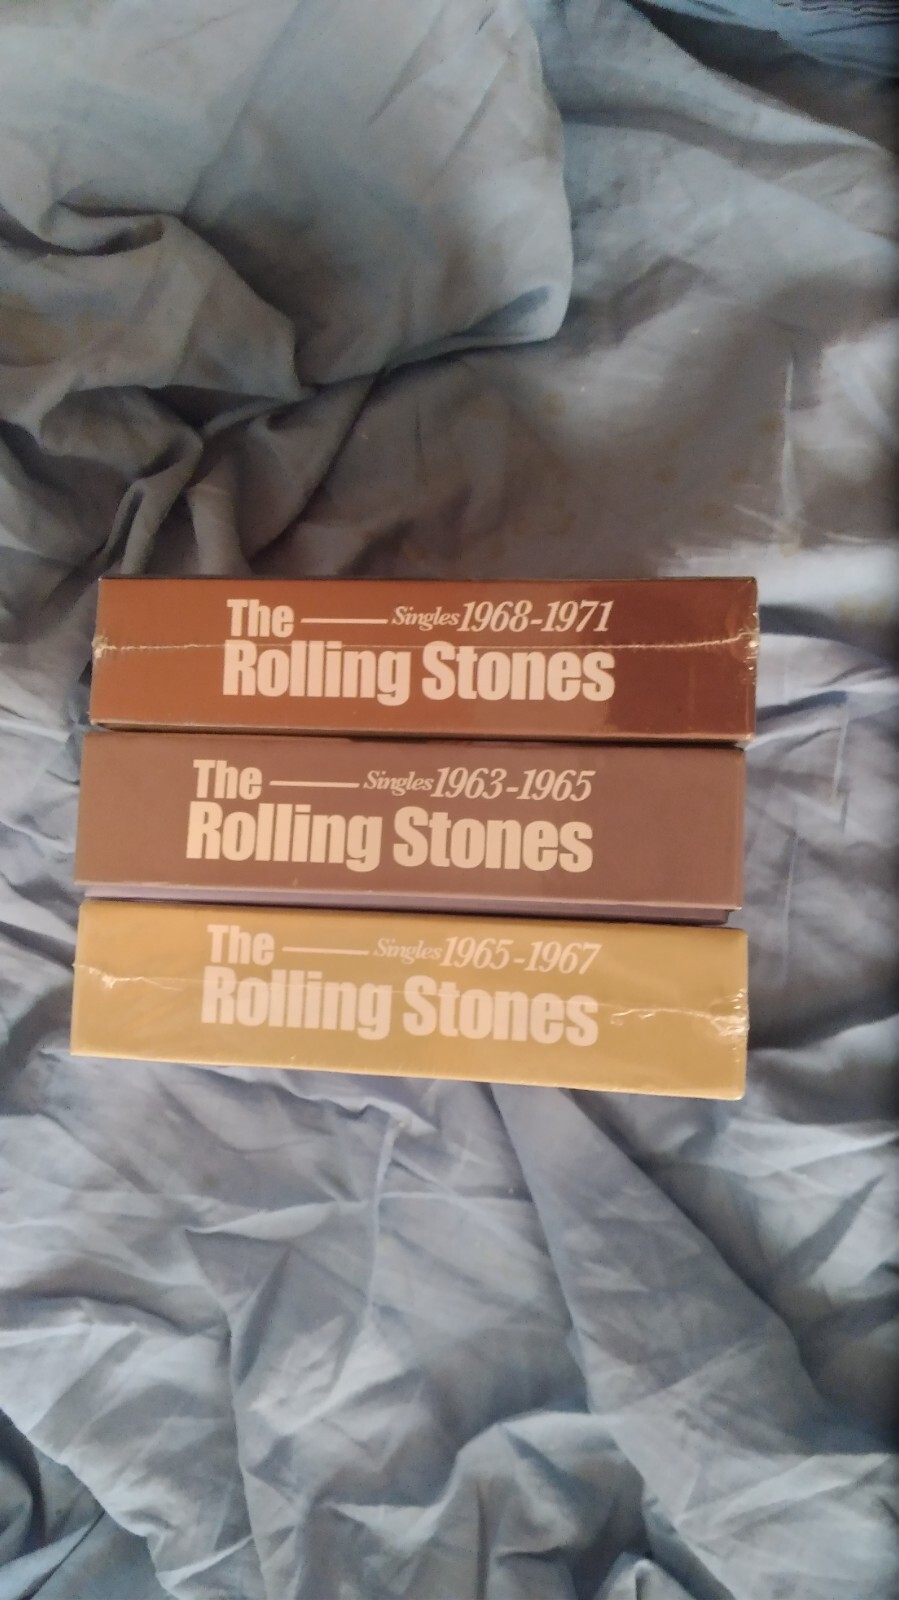 The — Singles 1968-1971
Rolling Stones
The — Singles 1963-1965
Rolling Stones
The — Singles 1965-1967
Rolling Stones